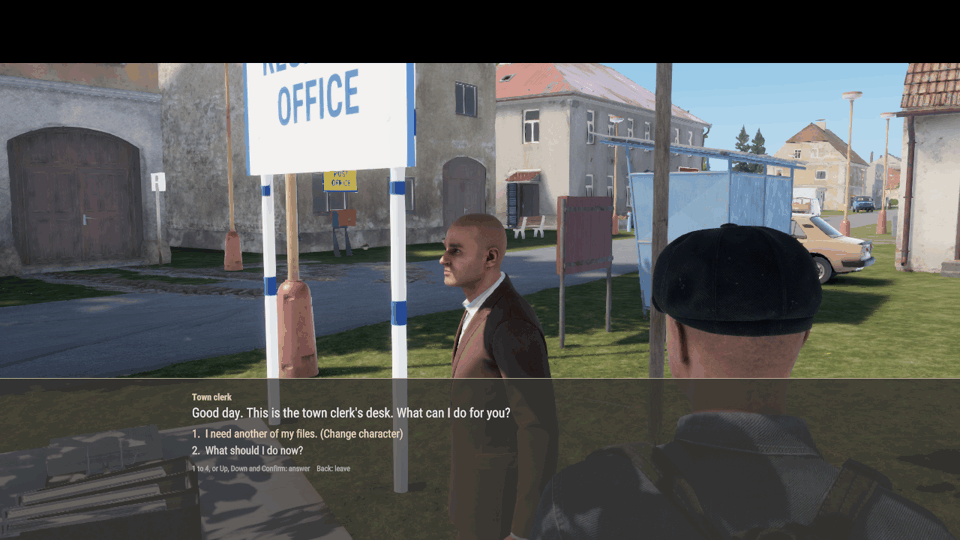 OFFICE
POST
OFFICE
Town clerk
Good day. This is the town clerk's desk. What can I do for you?
1. I need another of my files. (Change character)
2. What should I do now?
1 to 4, or Up, Down and Confirm: answer Back: leave